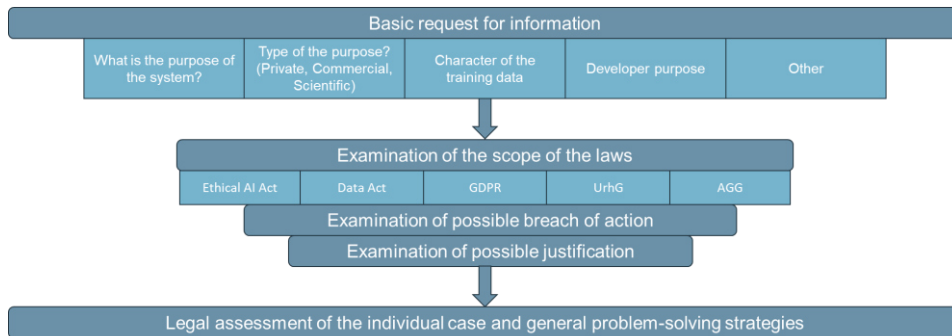 Basic request for information
What is the purpose of
the system?
Type of the purpose?
(Private, Commercial,
Scientific)
Character of the
training data
Developer purpose
Other
Examination of the scope of the laws
Ethical AI Act
Data Act
GDPR
UrhG
AGG
Examination of possible breach of action
Examination of possible justification
Legal assessment of the individual case and general problem-solving strategies